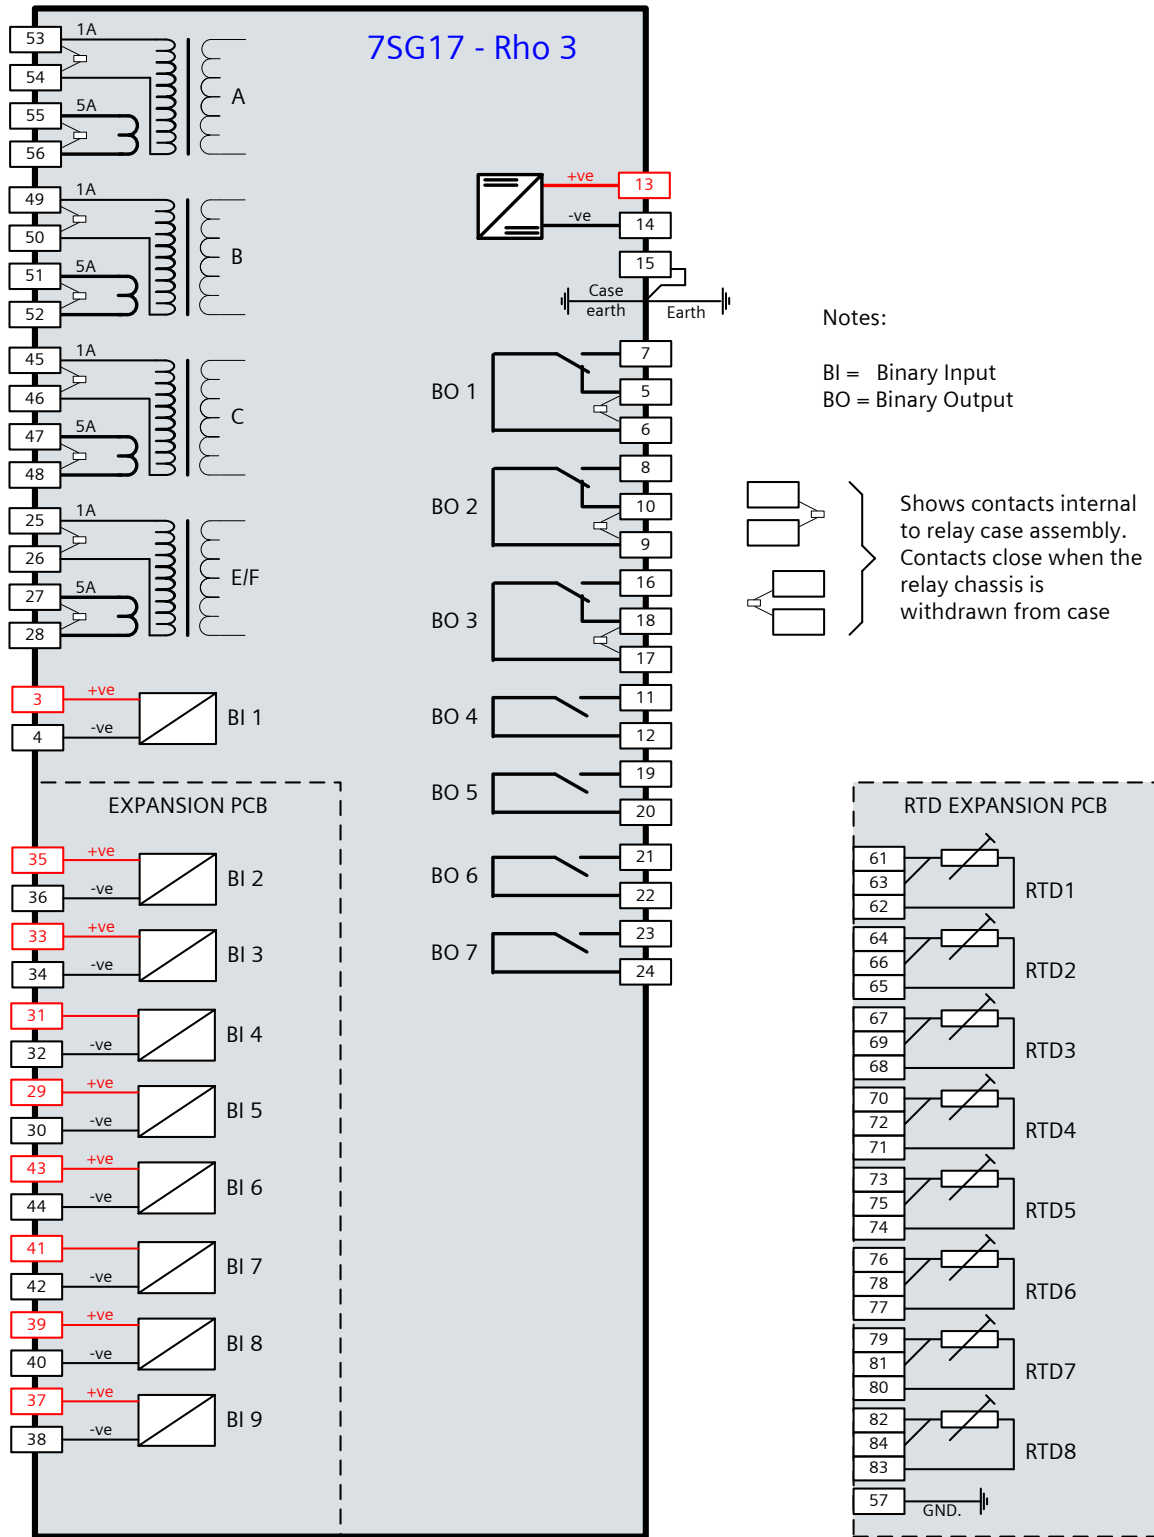 7SG17 - Rho 3
53
1A
54
55
5A
56
A
49
1A
50
51
5A
52
B
45
1A
46
47
5A
48
C
25
1A
26
27
5A
28
E/F
3
+ve
4
-ve
BI 1
EXPANSION PCB
35
+ve
36
-ve
BI 2
33
+ve
34
-ve
BI 3
31
32
-ve
BI 4
29
+ve
30
-ve
BI 5
43
+ve
44
-ve
BI 6
41
42
-ve
BI 7
39
+ve
40
-ve
BI 8
37
+ve
38
-ve
BI 9
+ve
13
-ve
14
15
Case
earth
Earth
BO 1
7
5
6
BO 2
8
10
9
BO 3
16
18
17
BO 4
11
12
BO 5
19
20
BO 6
21
22
BO 7
23
24
Notes:
BI = Binary Input
BO = Binary Output
Shows contacts internal
to relay case assembly.
Contacts close when the
relay chassis is
withdrawn from case
RTD EXPANSION PCB
61
63
62
RTD1
64
66
65
RTD2
67
69
68
RTD3
70
72
71
RTD4
73
75
74
RTD5
76
78
77
RTD6
79
81
80
RTD7
82
84
83
RTD8
57
GND.